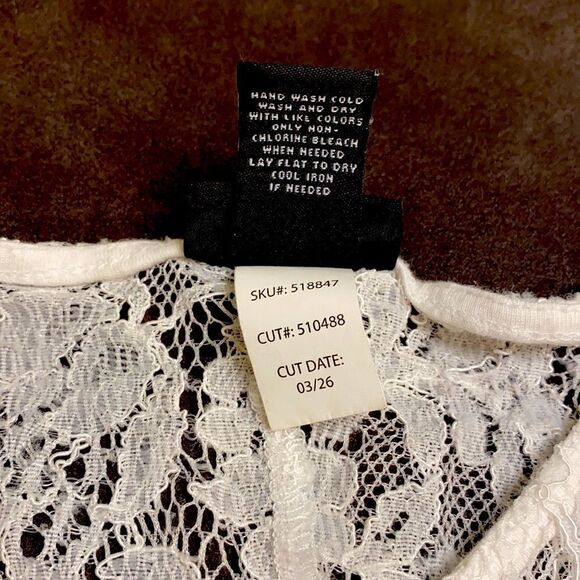 HAND WASH COLD
WASH AND DRY
WITH LIKE COLORS
ONLY NON-
CHLORINE BLEACH
WHEN NEEDED
LAY FLAT TO DRY
COOL IRON
IF NEEDED
SKU#: 518847
CUT#: 510488
CUT DATE:
03/26